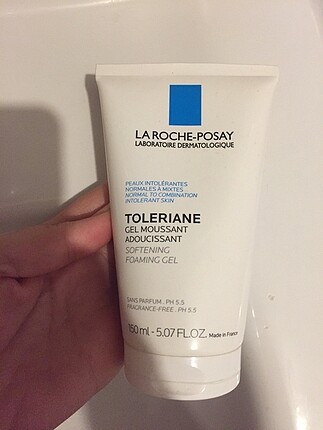 LA ROCHE-POSAY
LABORATOIRE DERMATOLOGIQUE
PEAUX INTOLÉRANTES
NORMALES À MIXTES
NORMAL TO COMBINATION
INTOLERANT SKIN
TOLERIANE
GEL MOUSSANT
ADOUCISSANT
SOFTENING
FOAMING GEL
SANS PARFUM . PH 5.5
FRAGRANCE-FREE . PH 5.5
150 ml - 5.07 FL.OZ. Made in France